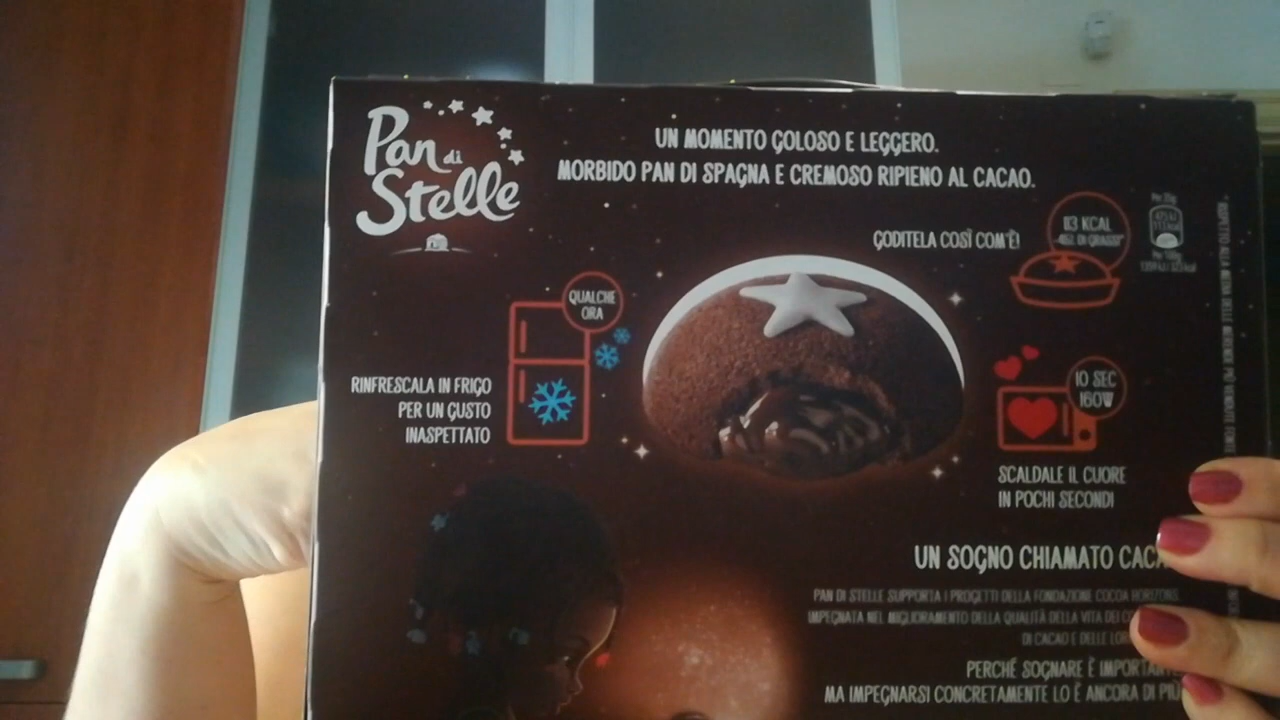 Pan di
Stelle
UN MOMENTO GOLOSO E LEGGERO.
MORBIDO PAN DI SPAGNA E CREMOSO RIPIENO AL CACAO.
GODITELA COSÌ COM'È!
113 KCAL
QUALCHE
ORA
RINFRESCALA IN FRIGO
PER UN GUSTO
INASPETTATO
10 SEC
160W
SCALDALE IL CUORE
IN POCHI SECONDI
UN SOGNO CHIAMATO
PAN DI STELLE SUPPORTA I PROGETTI DELLA FONDAZIONE COCOA HORIZONS,
IMPEGNATA NEL MIGLIORAMENTO DELLA QUALITÀ DELLA VITA DEI
DI CACAO E DELLE
PERCHÉ SOGNARE È
MA IMPEGNARSI CONCRETAMENTE LO È ANCORA DI PIÙ